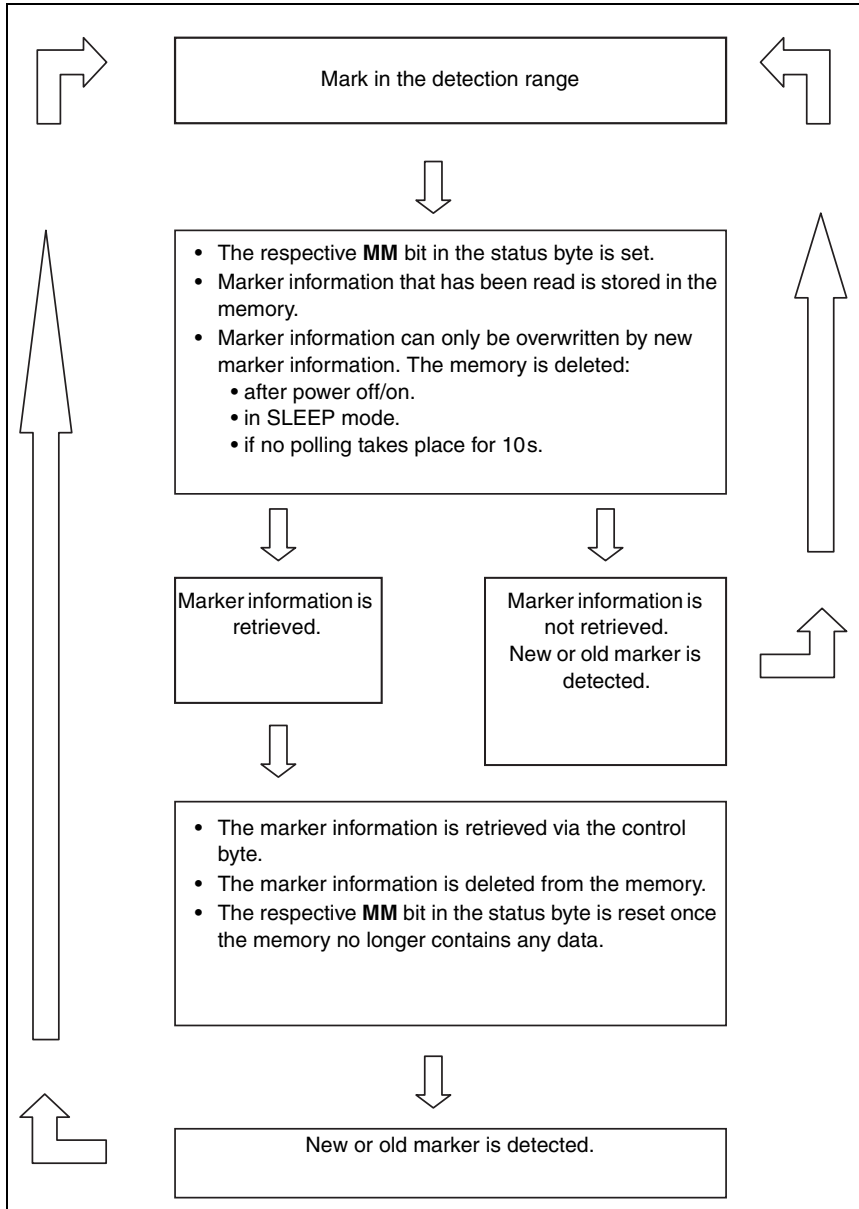 Mark in the detection range
• The respective MM bit in the status byte is set.
• Marker information that has been read is stored in the
memory.
• Marker information can only be overwritten by new
marker information. The memory is deleted:
• after power off/on.
• in SLEEP mode.
• if no polling takes place for 10s.
Marker information is
retrieved.
Marker information is
not retrieved.
New or old marker is
detected.
• The marker information is retrieved via the control
byte.
• The marker information is deleted from the memory.
• The respective MM bit in the status byte is reset once
the memory no longer contains any data.
New or old marker is detected.